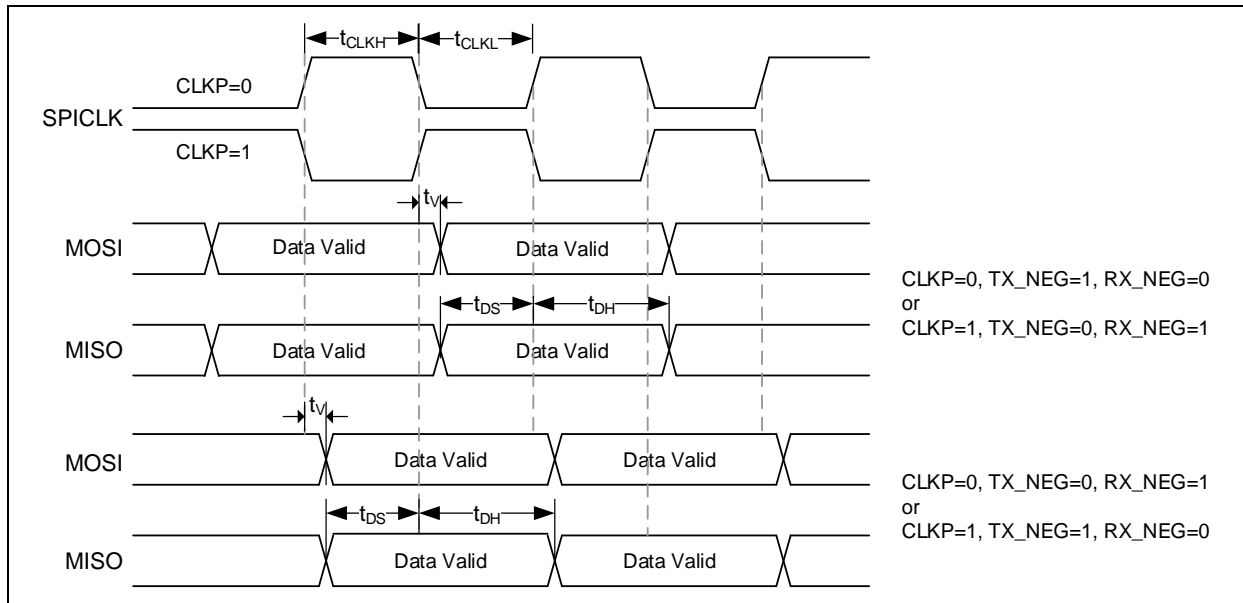 tCLKH tCLKL
CLKP=0
SPICLK
CLKP=1
tV
MOSI Data Valid Data Valid
CLKP=0, TX_NEG=1, RX_NEG=0
or
CLKP=1, TX_NEG=0, RX_NEG=1
tDS tDH
MISO Data Valid Data Valid
tV
MOSI Data Valid Data Valid
CLKP=0, TX_NEG=0, RX_NEG=1
or
CLKP=1, TX_NEG=1, RX_NEG=0
tDS tDH
MISO Data Valid Data Valid